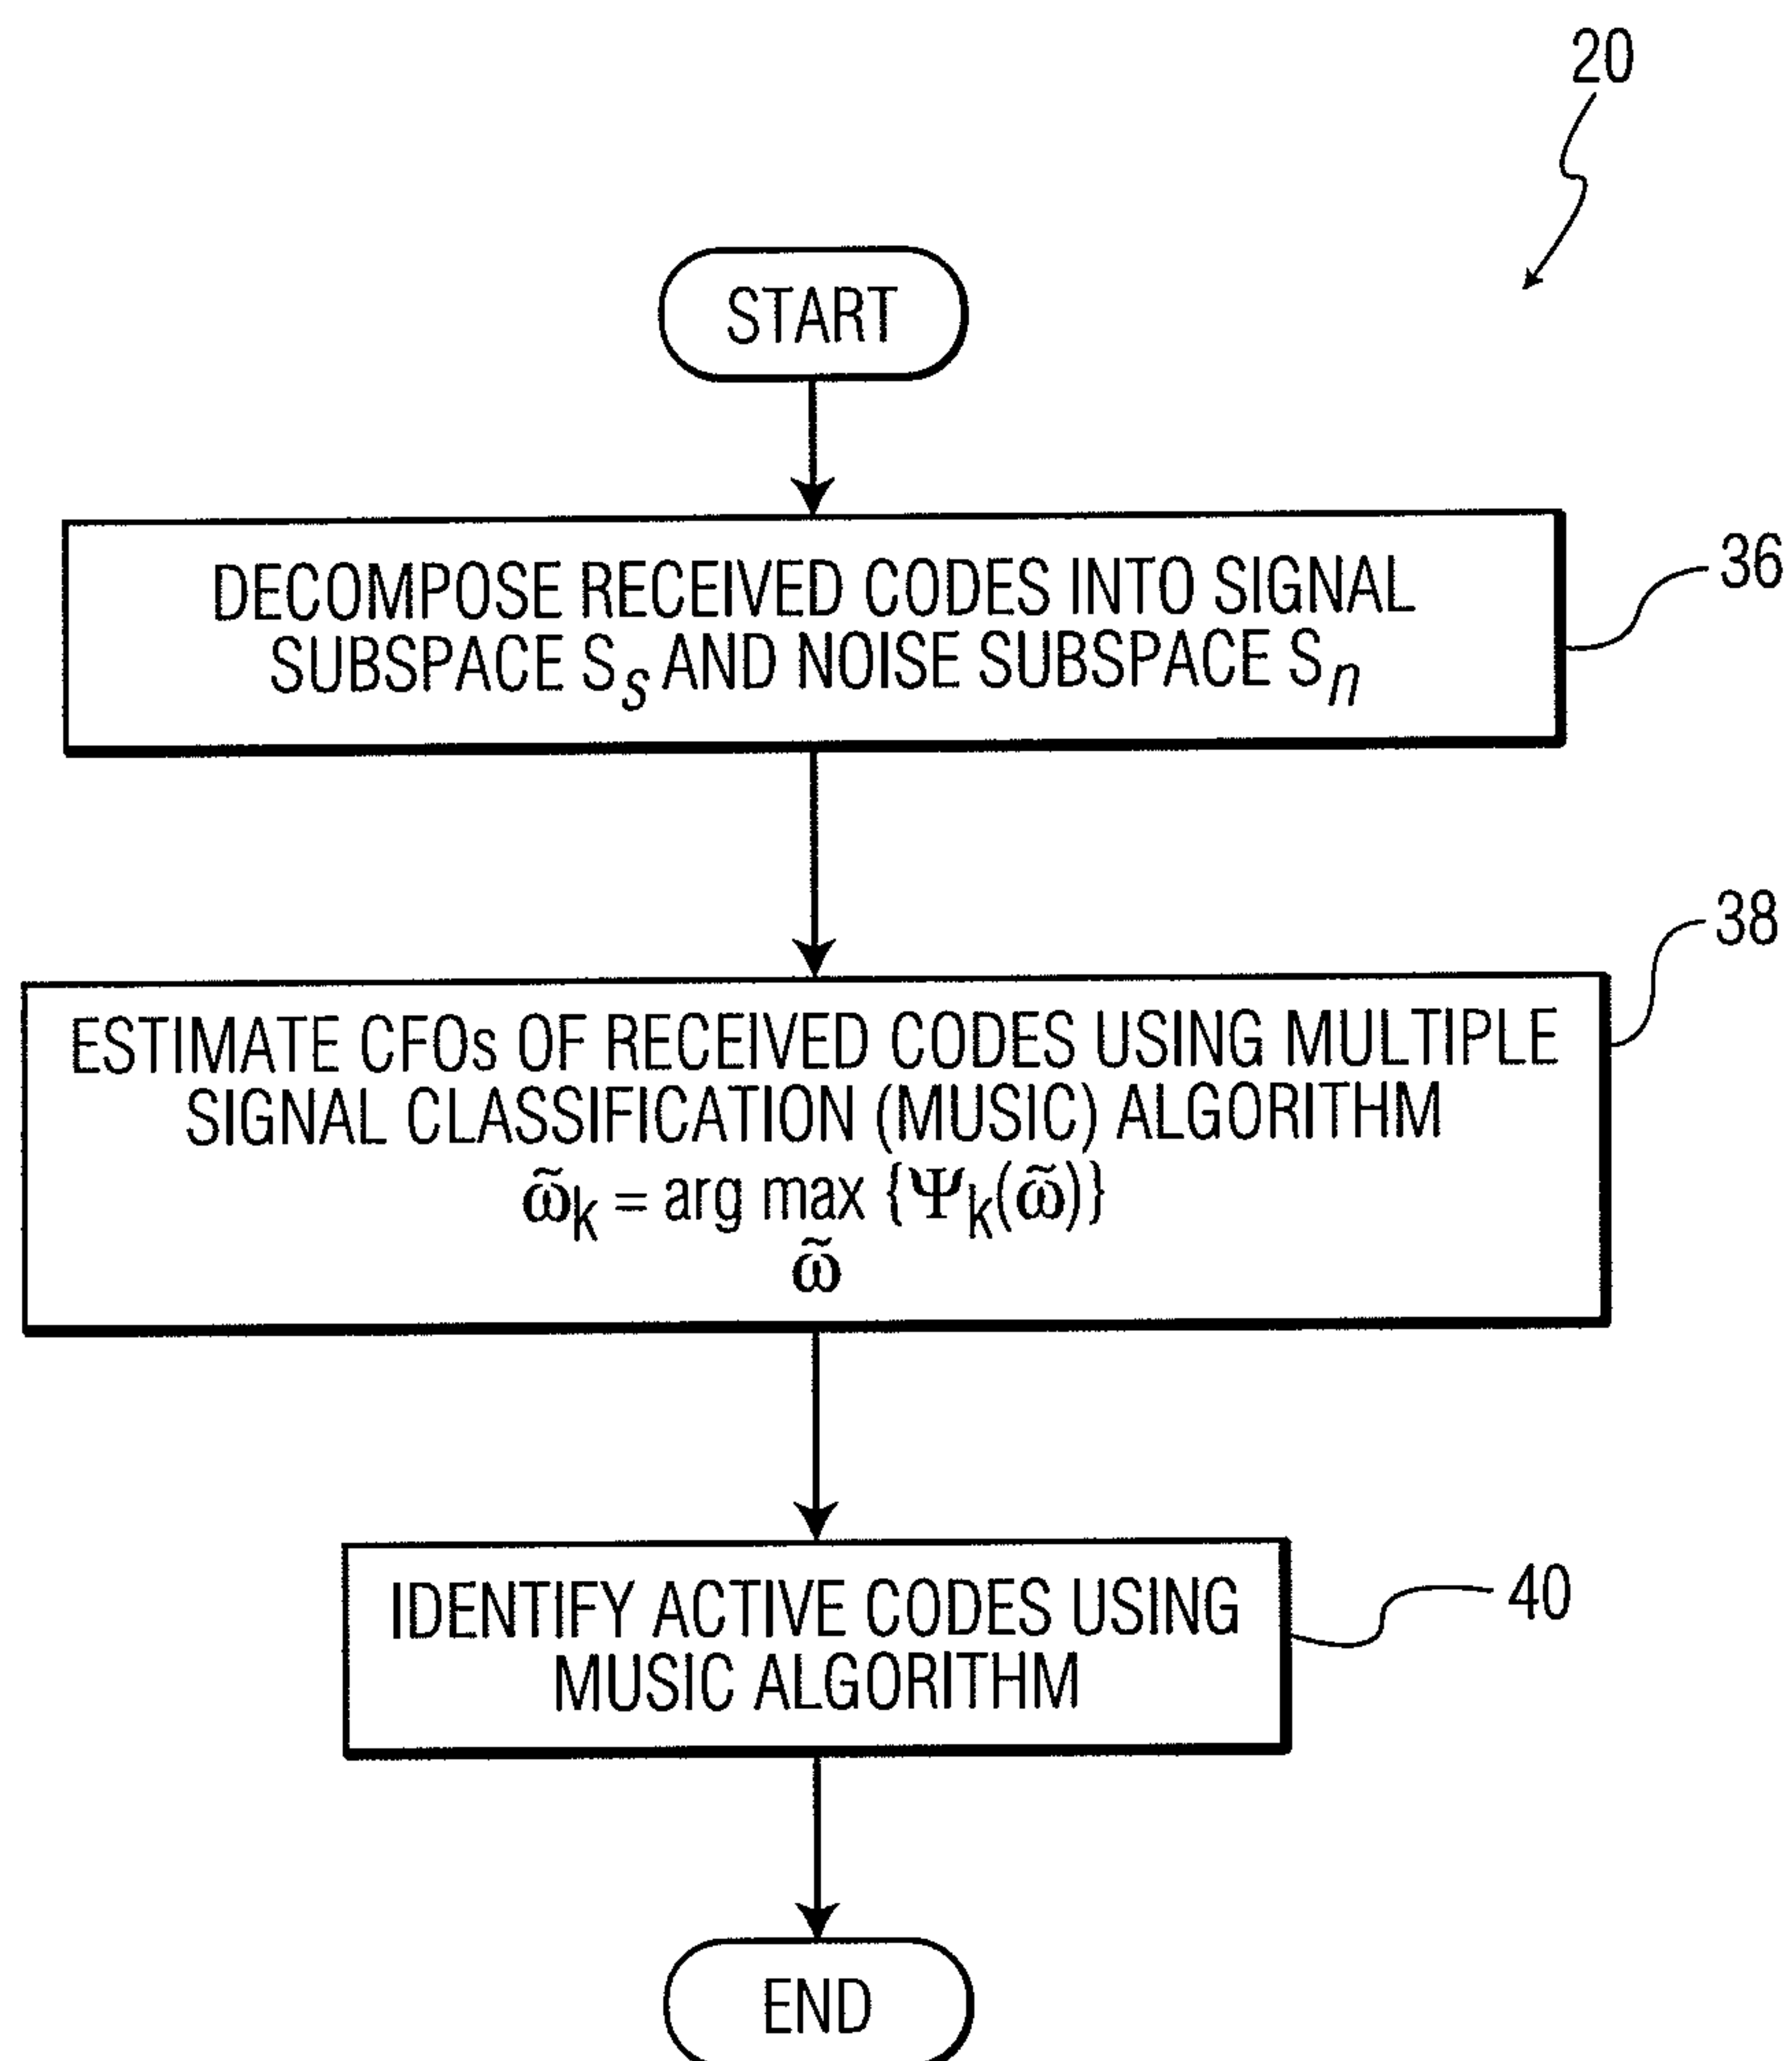 20
START
DECOMPOSE RECEIVED CODES INTO SIGNAL
SUBSPACE Sₛ AND NOISE SUBSPACE Sₙ
36
ESTIMATE CFOs OF RECEIVED CODES USING MULTIPLE
SIGNAL CLASSIFICATION (MUSIC) ALGORITHM
ω̃ₖ = arg max {Ψₖ(ω̃)}
ω̃
38
IDENTIFY ACTIVE CODES USING
MUSIC ALGORITHM
40
END